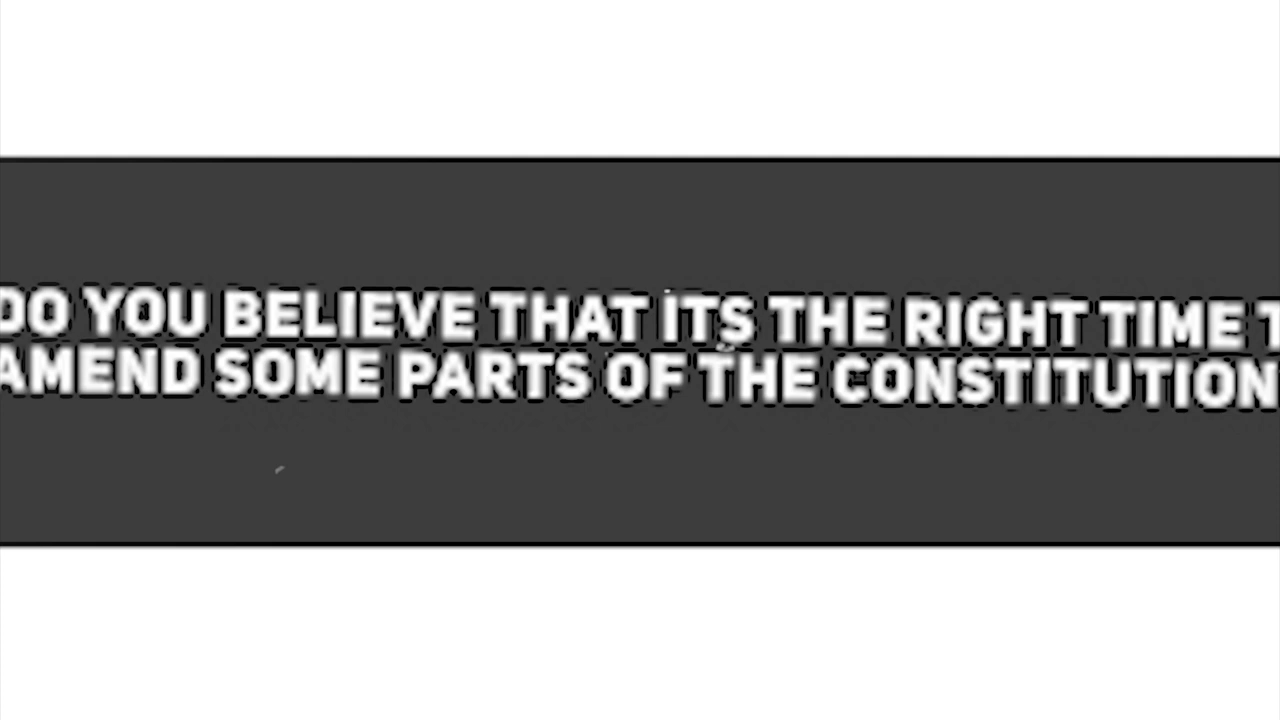 DO YOU BELIEVE THAT ITS THE RIGHT TIME T
AMEND SOME PARTS OF THE CONSTITUTION